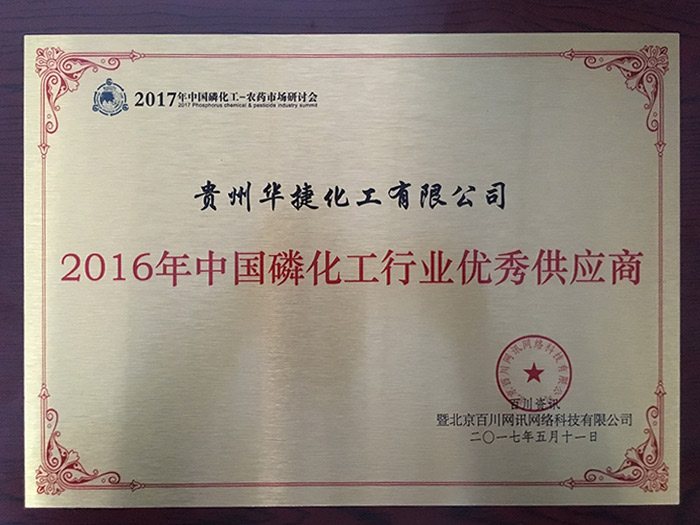 2017年中国磷化工-农药市场研讨会
2017 Phosphorus chemical & pesticide industry summit
贵州华捷化工有限公司
2016年中国磷化工行业优秀供应商
百川资讯
暨北京百川网讯网络科技有限公司
二〇一七年五月十一日